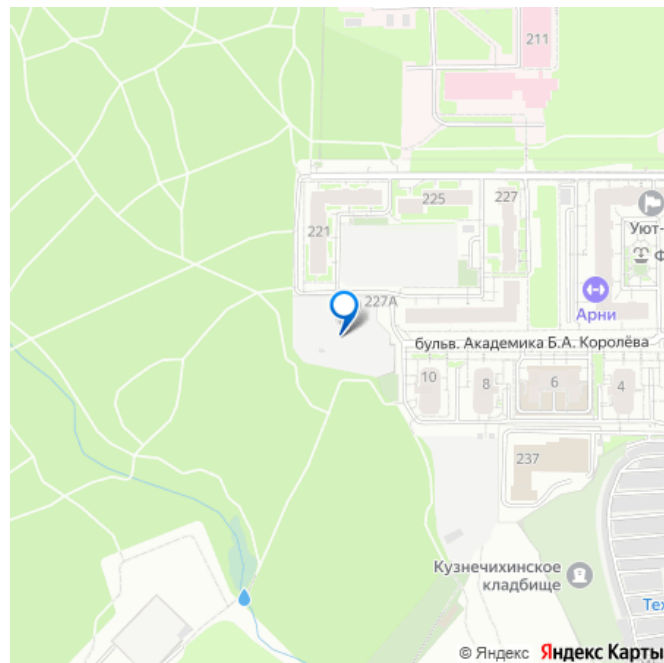 211
225
227
221
Уют-
Ф
227А
Арни
бульв. Академика Б.А. Королёва
10
8
6
4
237
Кузнечихинское
кладбище
Тех
© Яндекс Яндекс Карты